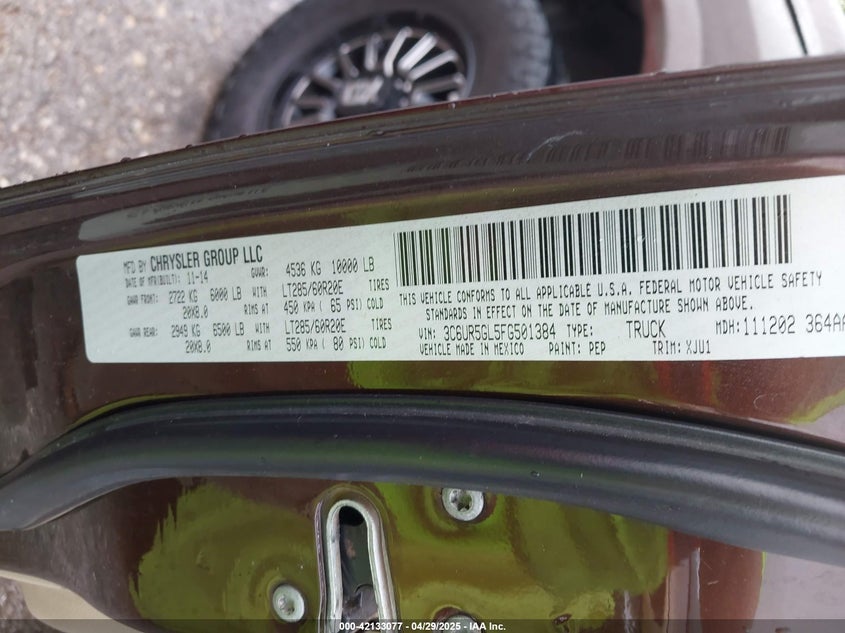 MFD BY CHRYSLER GROUP LLC
DATE OF MFR(BUILT): 11-14 GVWR: 4536 KG 10000 LB
GAWR FRONT: 2722 KG 6000 LB WITH LT285/60R20E TIRES
20X8.0 RIMS AT 450 KPA ( 65 PSI) COLD
GAWR REAR: 2949 KG 6500 LB WITH LT285/60R20E TIRES
20X8.0 RIMS AT 550 KPA ( 80 PSI) COLD
THIS VEHICLE CONFORMS TO ALL APPLICABLE U.S.A. FEDERAL MOTOR VEHICLE SAFETY
STANDARDS IN EFFECT ON THE DATE OF MANUFACTURE SHOWN ABOVE.
VIN: 3C6UR5GL5FG501384 TYPE: TRUCK MDH: 111202 364AA
VEHICLE MADE IN MEXICO PAINT: PEP TRIM: XJU1
000-42133077 - 04/29/2025 - IAA Inc.